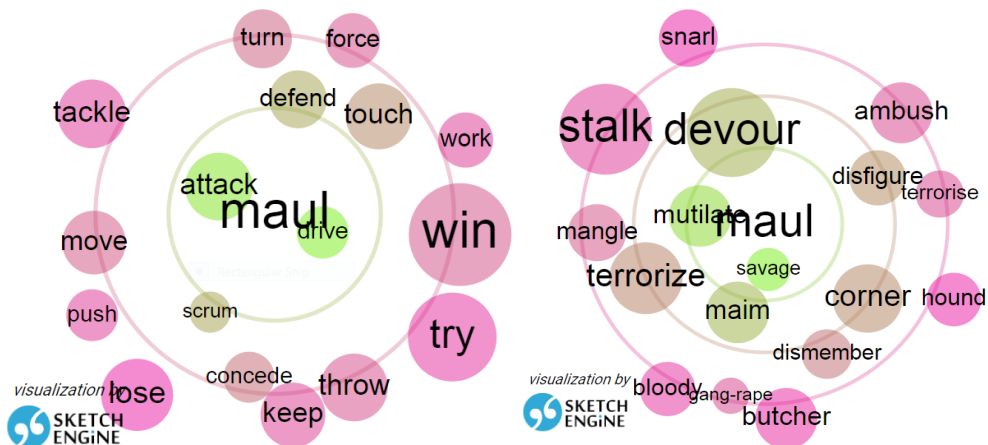 turn
force
tackle
defend
touch
work
attack
maul
drive
win
move
push
scrum
try
concede
throw
lose
keep
visualization by
SKETCH
ENGINE
snarl
stalk
devour
ambush
disfigure
terrorise
mutilate
maul
mangle
savage
terrorize
corner
hound
maim
dismember
bloody
gang-rape
butcher
visualization by
SKETCH
ENGINE